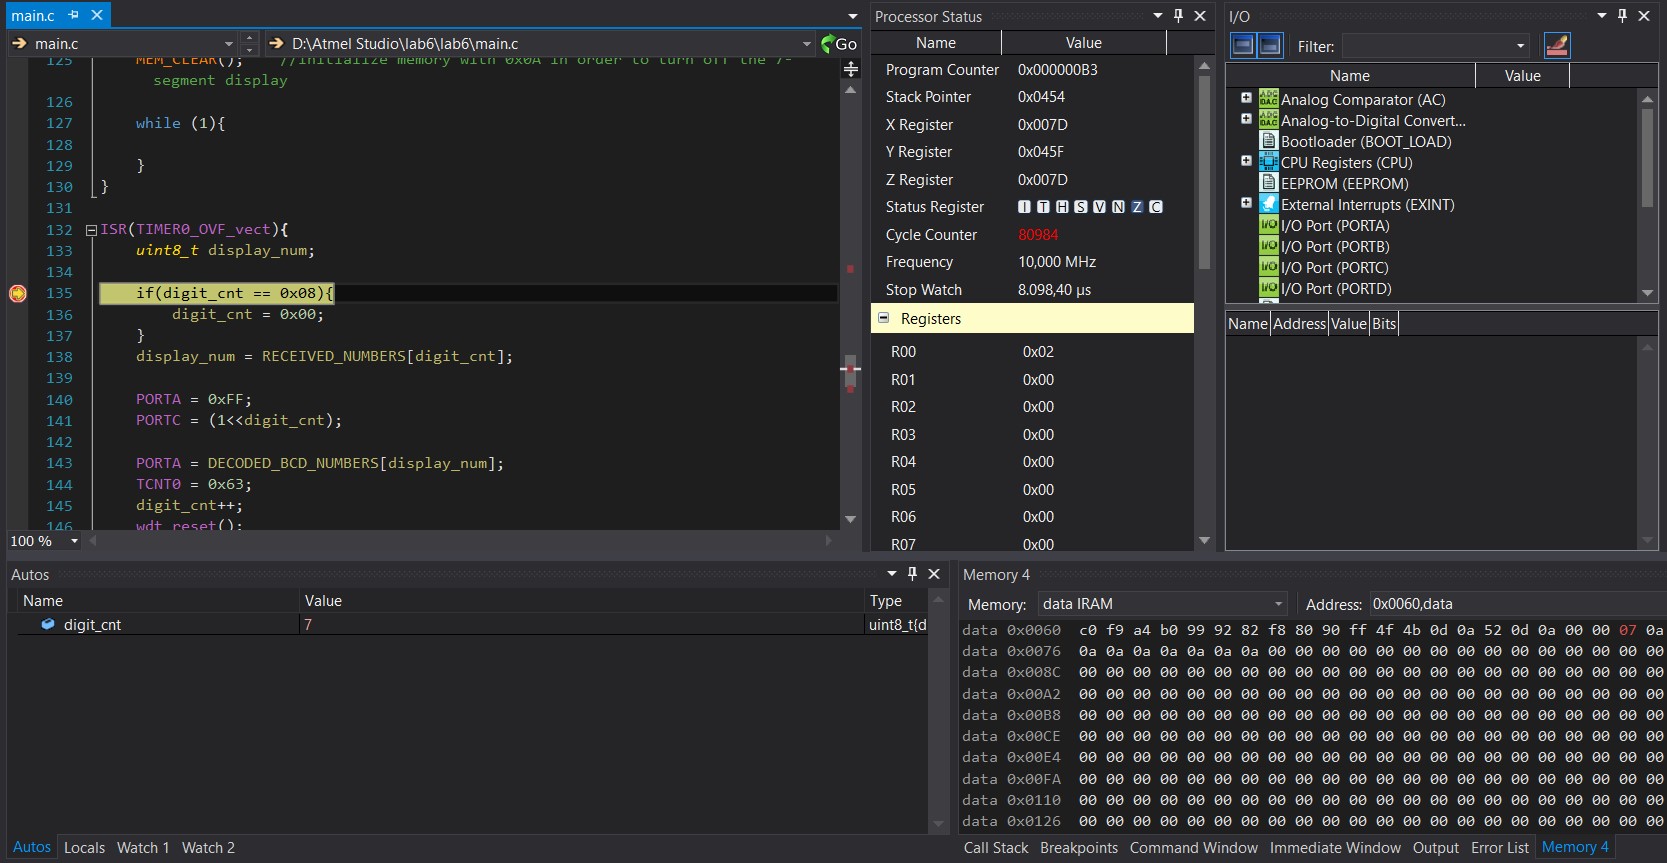 main.c
main.c
D:\Atmel Studio\lab6\lab6\main.c
Go
125 MEM_CLEAR(); //initialize memory with 0x0A in order to turn off the 7-
segment display
126
127 while (1){
128
129 }
130 }
131
132 ISR(TIMER0_OVF_vect){
133 uint8_t display_num;
134
135 if(digit_cnt == 0x08){
136 digit_cnt = 0x00;
137 }
138 display_num = RECEIVED_NUMBERS[digit_cnt];
139
140 PORTA = 0xFF;
141 PORTC = (1<<digit_cnt);
142
143 PORTA = DECODED_BCD_NUMBERS[display_num];
144 TCNT0 = 0x63;
145 digit_cnt++;
146 wdt_reset();
100 %
Processor Status
Name Value
Program Counter 0x000000B3
Stack Pointer 0x0454
X Register 0x007D
Y Register 0x045F
Z Register 0x007D
Status Register I T H S V N Z C
Cycle Counter 80984
Frequency 10,000 MHz
Stop Watch 8.098,40 µs
Registers
R00 0x02
R01 0x00
R02 0x00
R03 0x00
R04 0x00
R05 0x00
R06 0x00
R07 0x00
I/O
Filter:
Name Value
Analog Comparator (AC)
Analog-to-Digital Convert...
Bootloader (BOOT_LOAD)
CPU Registers (CPU)
EEPROM (EEPROM)
External Interrupts (EXINT)
I/O Port (PORTA)
I/O Port (PORTB)
I/O Port (PORTC)
I/O Port (PORTD)
Name Address Value Bits
Autos
Name Value Type
digit_cnt 7 uint8_t{d
Autos Locals Watch 1 Watch 2
Memory 4
Memory: data IRAM Address: 0x0060,data
data 0x0060 c0 f9 a4 b0 99 92 82 f8 80 90 ff 4f 4b 0d 0a 52 0d 0a 00 00 07 0a
data 0x0076 0a 0a 0a 0a 0a 0a 0a 00 00 00 00 00 00 00 00 00 00 00 00 00 00 00
data 0x008C 00 00 00 00 00 00 00 00 00 00 00 00 00 00 00 00 00 00 00 00 00 00
data 0x00A2 00 00 00 00 00 00 00 00 00 00 00 00 00 00 00 00 00 00 00 00 00 00
data 0x00B8 00 00 00 00 00 00 00 00 00 00 00 00 00 00 00 00 00 00 00 00 00 00
data 0x00CE 00 00 00 00 00 00 00 00 00 00 00 00 00 00 00 00 00 00 00 00 00 00
data 0x00E4 00 00 00 00 00 00 00 00 00 00 00 00 00 00 00 00 00 00 00 00 00 00
data 0x00FA 00 00 00 00 00 00 00 00 00 00 00 00 00 00 00 00 00 00 00 00 00 00
data 0x0110 00 00 00 00 00 00 00 00 00 00 00 00 00 00 00 00 00 00 00 00 00 00
data 0x0126 00 00 00 00 00 00 00 00 00 00 00 00 00 00 00 00 00 00 00 00 00 00
Call Stack Breakpoints Command Window Immediate Window Output Error List Memory 4